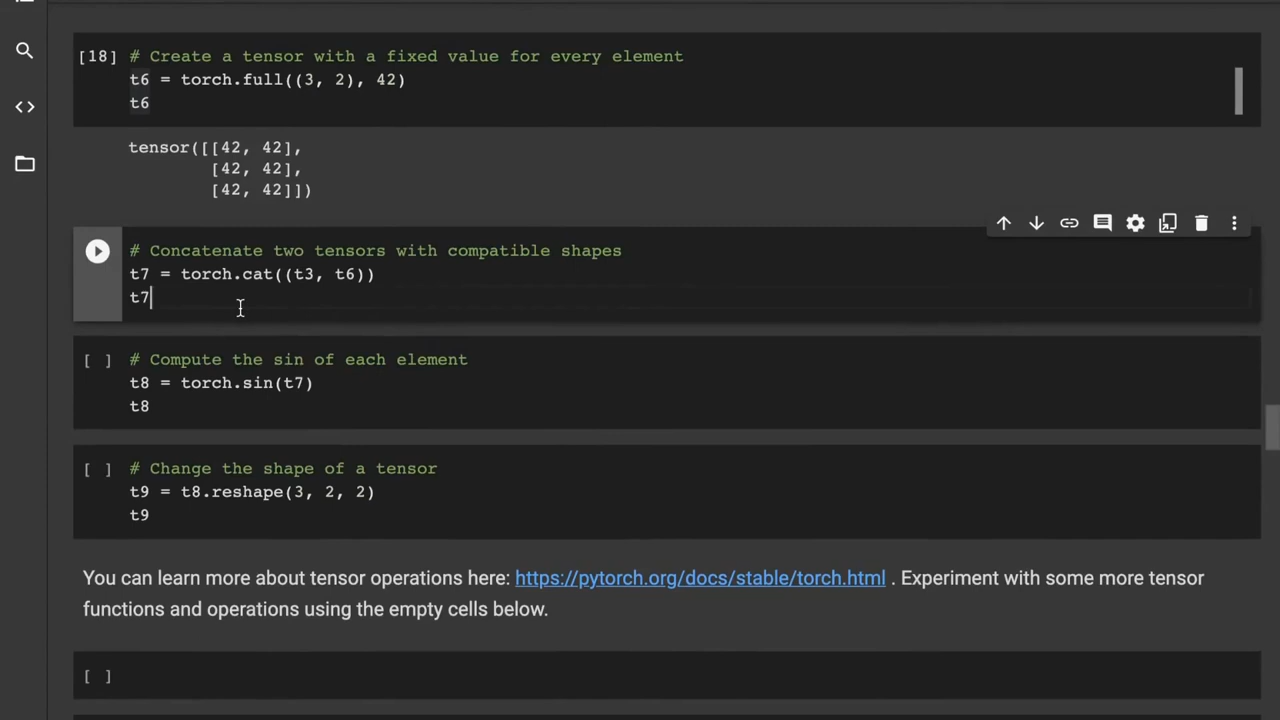 [18] # Create a tensor with a fixed value for every element
t6 = torch.full((3, 2), 42)
t6
tensor([[42, 42],
[42, 42],
[42, 42]])
# Concatenate two tensors with compatible shapes
t7 = torch.cat((t3, t6))
t7
[ ] # Compute the sin of each element
t8 = torch.sin(t7)
t8
[ ] # Change the shape of a tensor
t9 = t8.reshape(3, 2, 2)
t9
You can learn more about tensor operations here: https://pytorch.org/docs/stable/torch.html . Experiment with some more tensor
functions and operations using the empty cells below.
[ ]